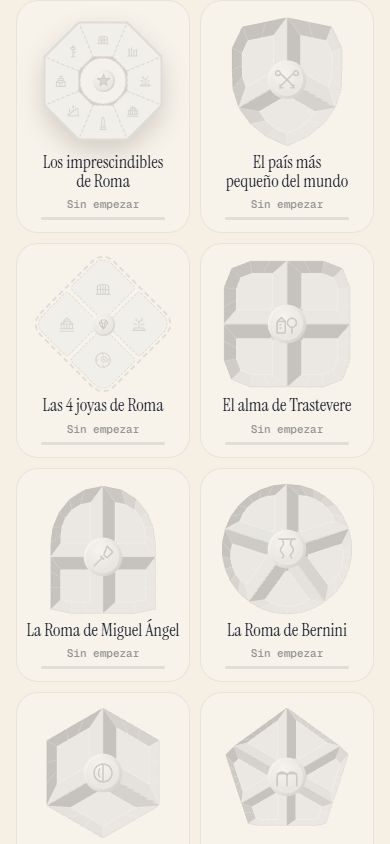 Los imprescindibles
de Roma
Sin empezar
El país más
pequeño del mundo
Sin empezar
Las 4 joyas de Roma
Sin empezar
El alma de Trastevere
Sin empezar
La Roma de Miguel Ángel
Sin empezar
La Roma de Bernini
Sin empezar